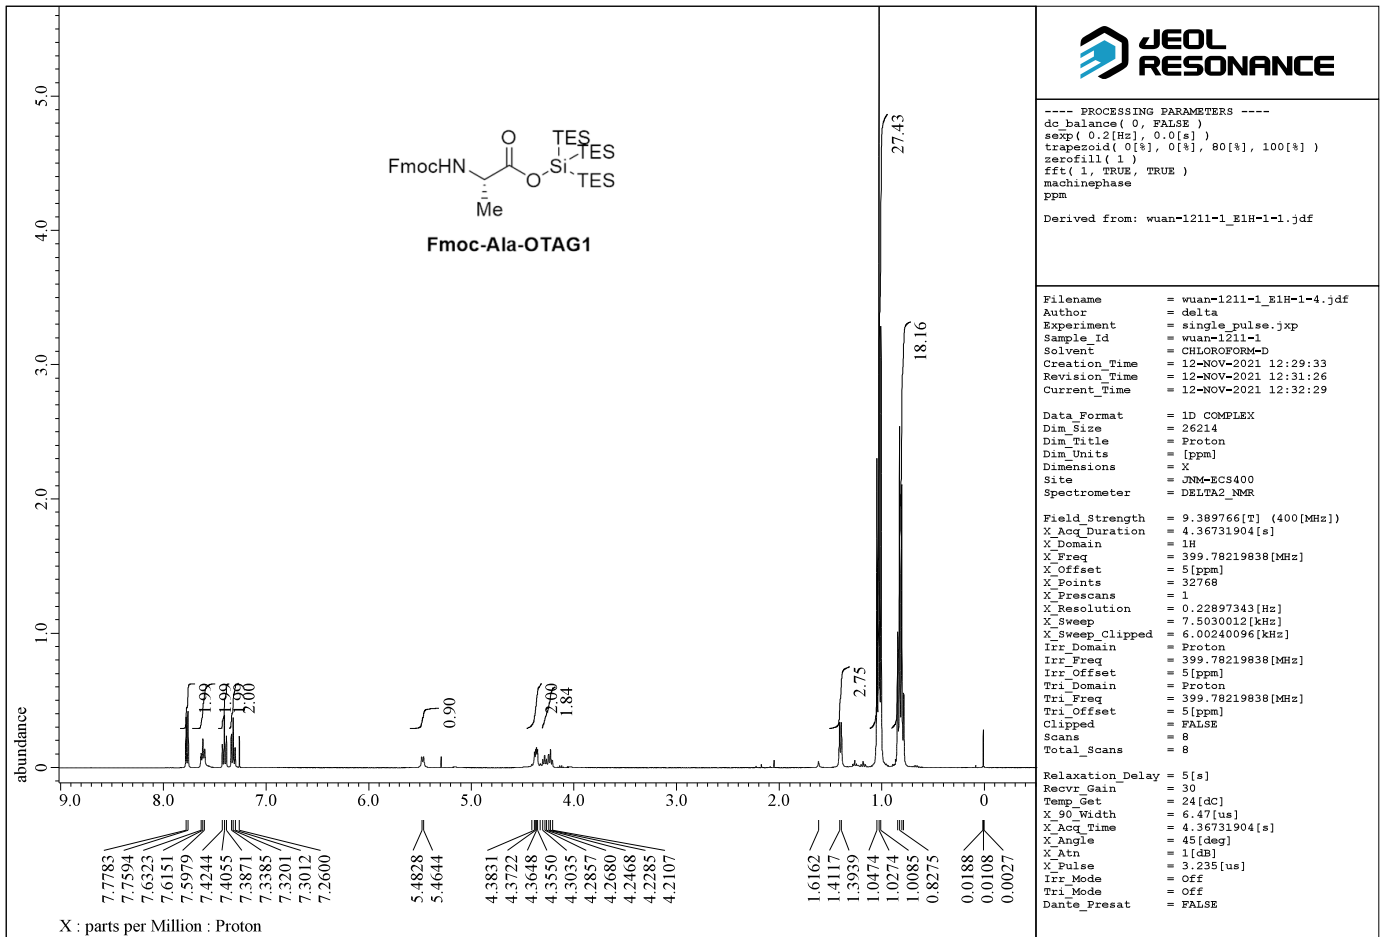 JEOL
RESONANCE
---- PROCESSING PARAMETERS ----
dc_balance( 0, FALSE )
sexp( 0.2[Hz], 0.0[s] )
trapezoid( 0[%], 0[%], 80[%], 100[%] )
zerofill( 1 )
fft( 1, TRUE, TRUE )
machinephase
ppm
Derived from: wuan-1211-1_E1H-1-1.jdf
Filename = wuan-1211-1_E1H-1-4.jdf
Author = delta
Experiment = single_pulse.jxp
Sample_Id = wuan-1211-1
Solvent = CHLOROFORM-D
Creation_Time = 12-NOV-2021 12:29:33
Revision_Time = 12-NOV-2021 12:31:26
Current_Time = 12-NOV-2021 12:32:29
Data_Format = 1D COMPLEX
Dim_Size = 26214
Dim_Title = Proton
Dim_Units = [ppm]
Dimensions = X
Site = JNM-ECS400
Spectrometer = DELTA2_NMR
Field_Strength = 9.389766[T] (400[MHz])
X_Acq_Duration = 4.36731904[s]
X_Domain = 1H
X_Freq = 399.78219838[MHz]
X_Offset = 5[ppm]
X_Points = 32768
X_Prescans = 1
X_Resolution = 0.22897343[Hz]
X_Sweep = 7.5030012[kHz]
X_Sweep_Clipped = 6.00240096[kHz]
Irr_Domain = Proton
Irr_Freq = 399.78219838[MHz]
Irr_Offset = 5[ppm]
Tri_Domain = Proton
Tri_Freq = 399.78219838[MHz]
Tri_Offset = 5[ppm]
Clipped = FALSE
Scans = 8
Total_Scans = 8
Relaxation_Delay = 5[s]
Recvr_Gain = 30
Temp_Get = 24[dC]
X_90_Width = 6.47[us]
X_Acq_Time = 4.36731904[s]
X_Angle = 45[deg]
X_Atn = 1[dB]
X_Pulse = 3.235[us]
Irr_Mode = Off
Tri_Mode = Off
Dante_Presat = FALSE
abundance
5.0
4.0
3.0
2.0
1.0
0
O
TES
TES
FmocHN
Si
O
TES
Me
Fmoc-Ala-OTAG1
1.99
1.99
1.99
2.00
0.90
2.00
1.84
2.75
27.43
18.16
9.0 8.0 7.0 6.0 5.0 4.0 3.0 2.0 1.0 0
7.7783
7.7594
7.6323
7.6151
7.5979
7.4244
7.4055
7.3871
7.3385
7.3201
7.3012
7.2600
5.4828
5.4644
4.3831
4.3722
4.3648
4.3550
4.3035
4.2857
4.2680
4.2468
4.2285
4.2107
1.6162
1.4117
1.3939
1.0474
1.0274
1.0085
0.8275
0.0188
0.0108
0.0027
X : parts per Million : Proton